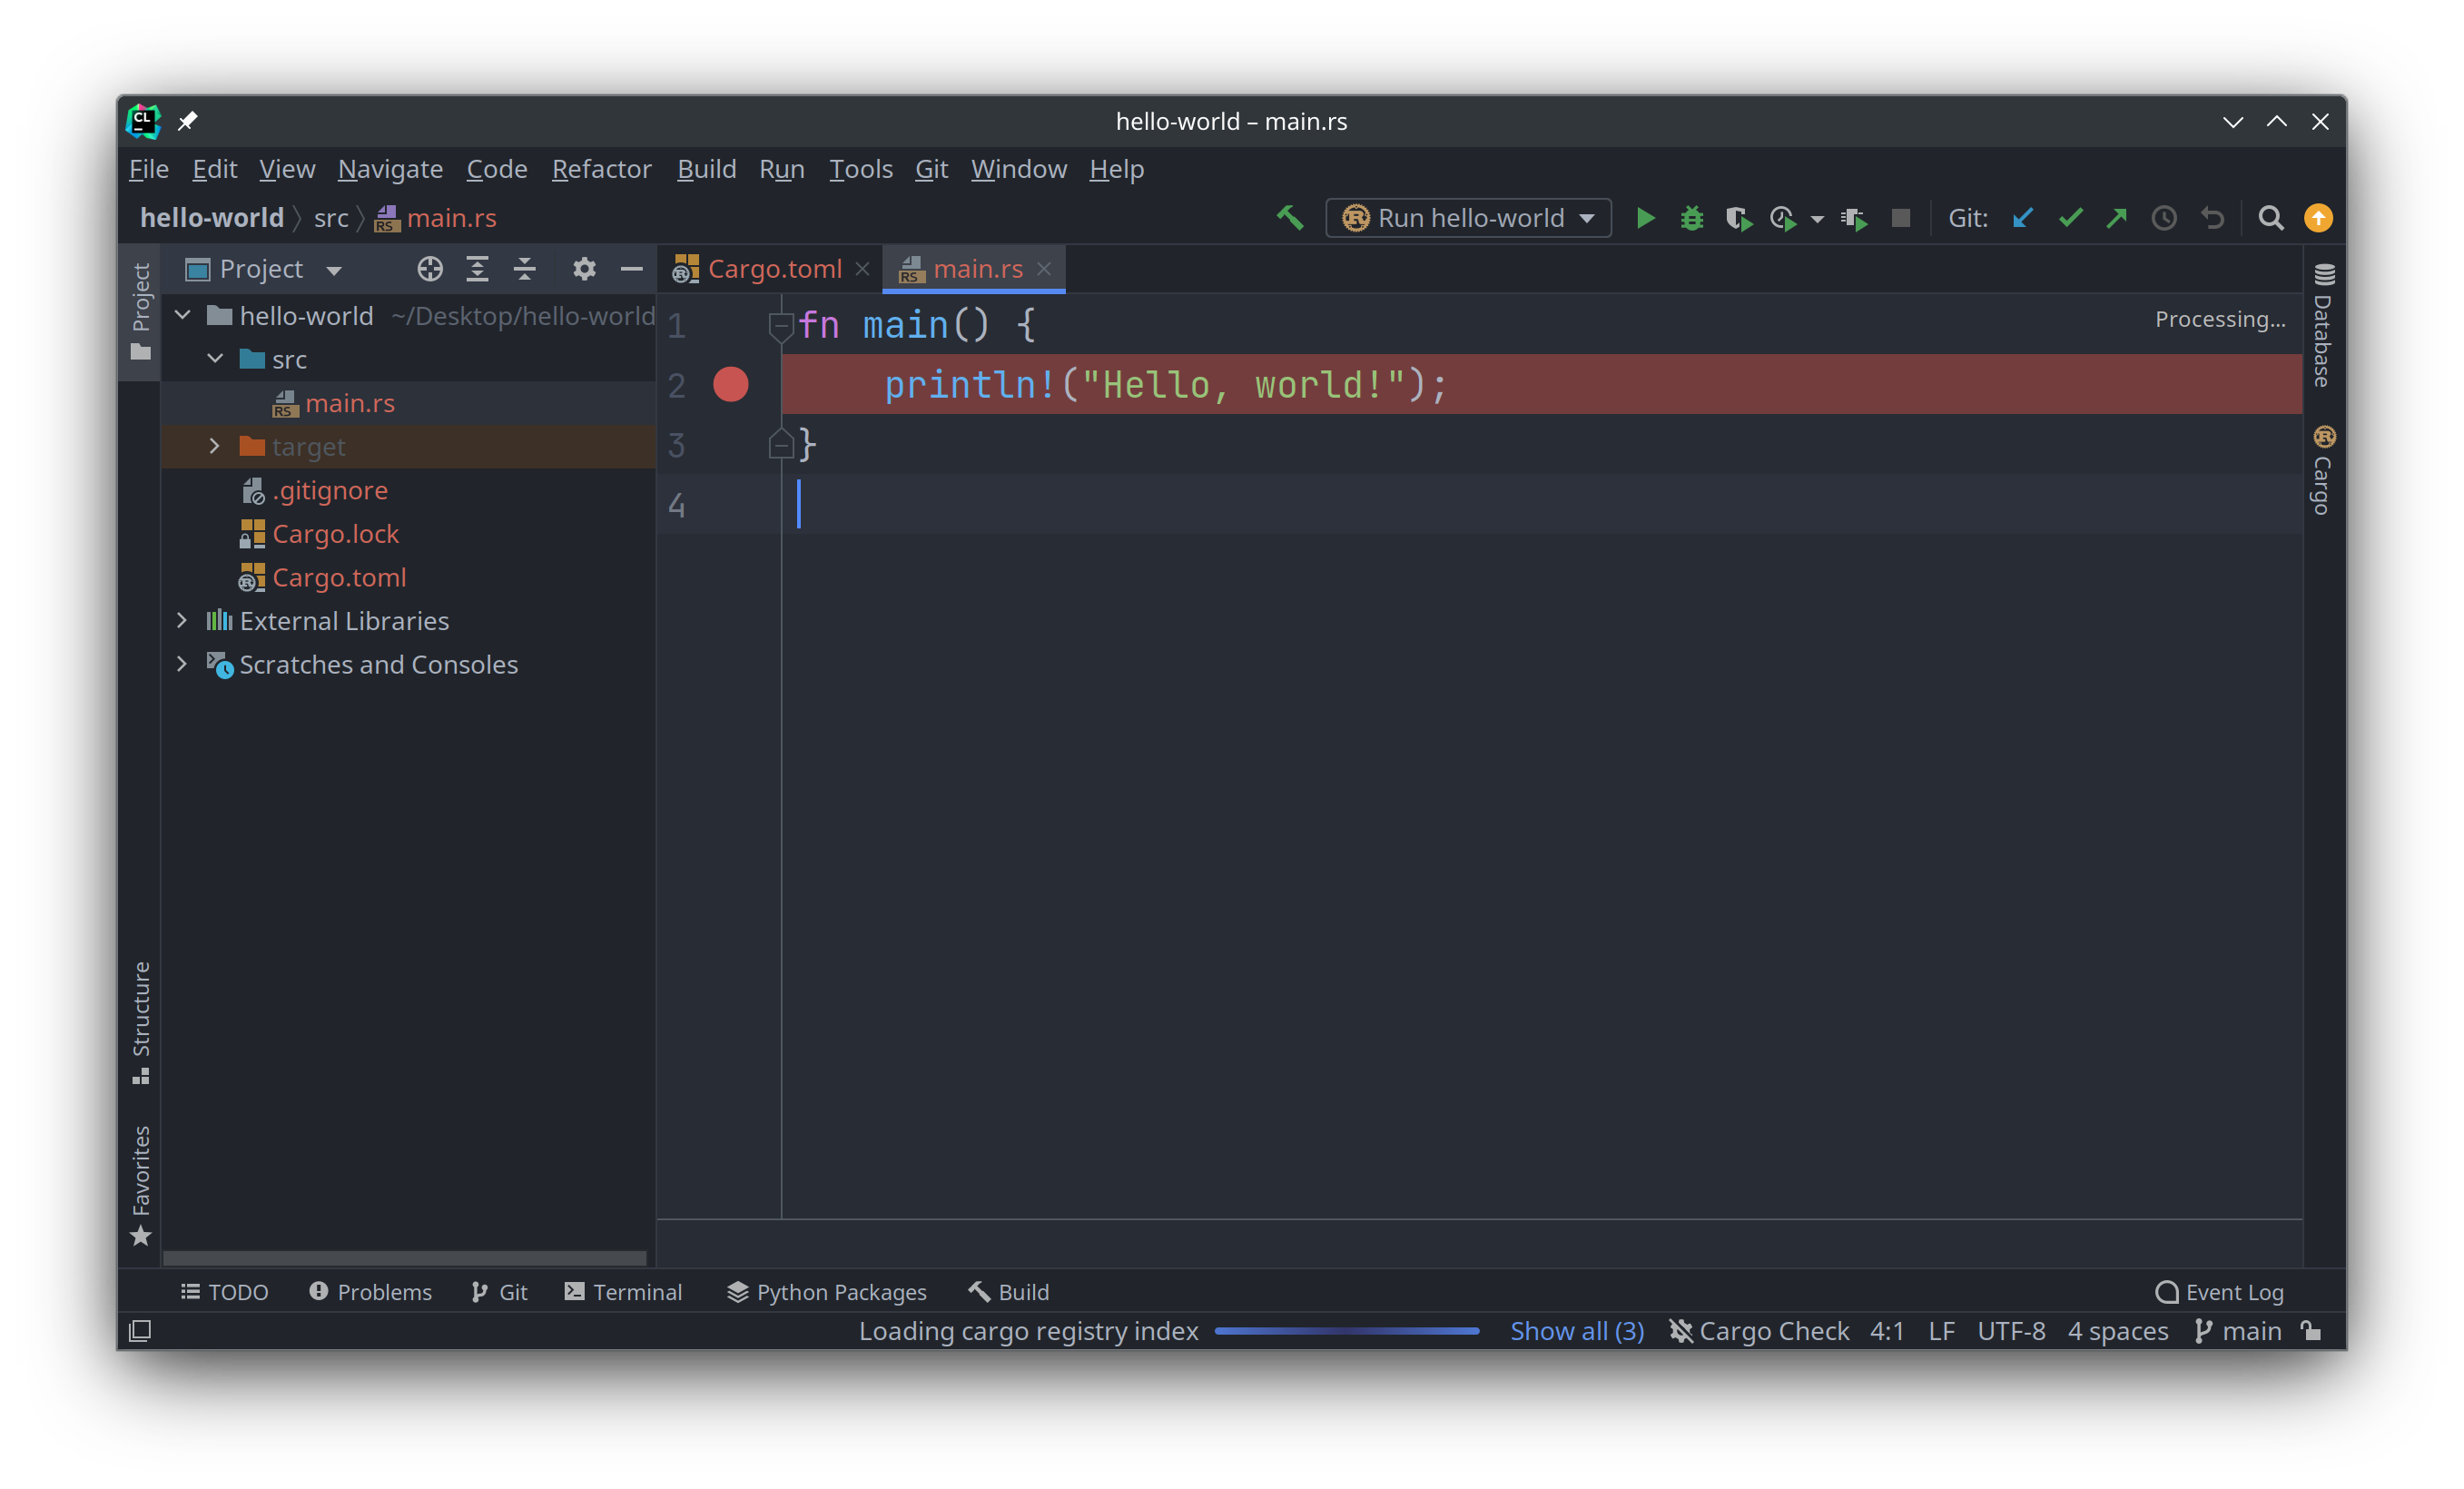 CL
hello-world – main.rs
File Edit View Navigate Code Refactor Build Run Tools Git Window Help
hello-world src main.rs
Run hello-world
Git:
Project
Project
Cargo.toml
main.rs
hello-world ~/Desktop/hello-world
src
main.rs
target
.gitignore
Cargo.lock
Cargo.toml
External Libraries
Scratches and Consoles
Structure
Favorites
1 fn main() {
2 println!("Hello, world!");
3 }
4
Processing...
Database
Cargo
TODO Problems Git Terminal Python Packages Build Event Log
Loading cargo registry index Show all (3) Cargo Check 4:1 LF UTF-8 4 spaces main